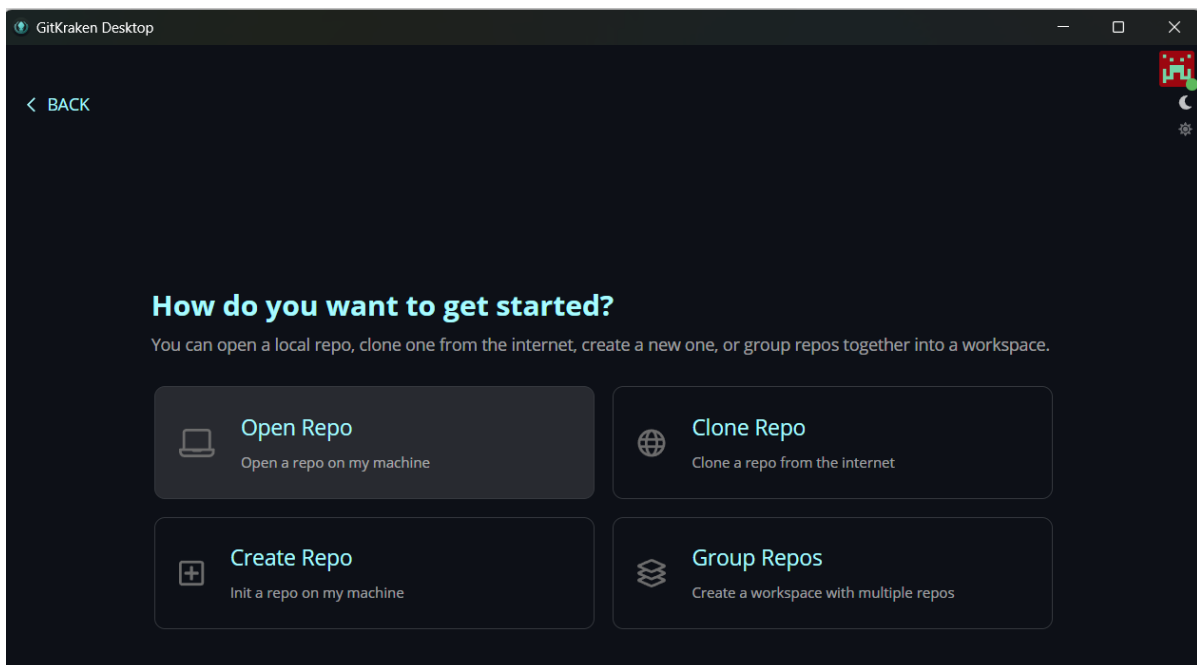 GitKraken Desktop
BACK
How do you want to get started?
You can open a local repo, clone one from the internet, create a new one, or group repos together into a workspace.
Open Repo
Open a repo on my machine
Clone Repo
Clone a repo from the internet
Create Repo
Init a repo on my machine
Group Repos
Create a workspace with multiple repos